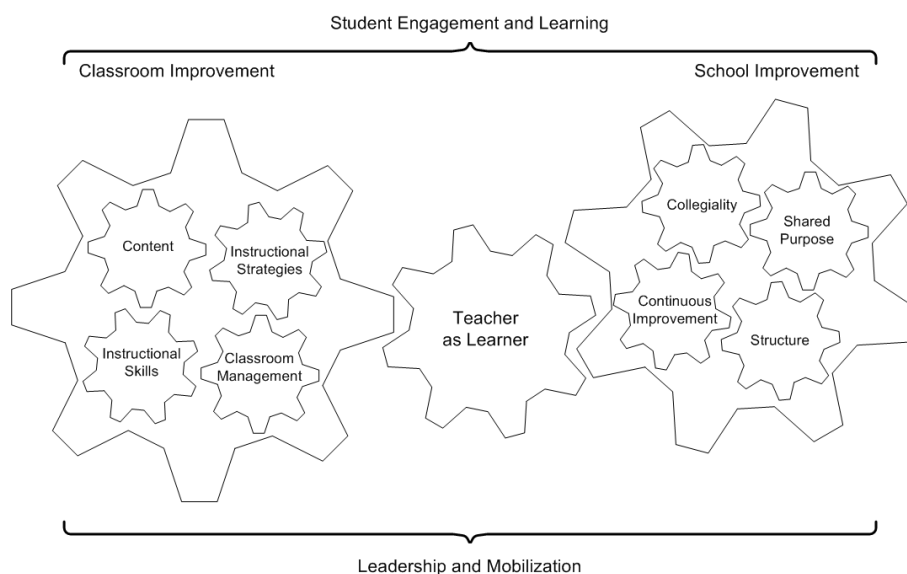 Student Engagement and Learning
Classroom Improvement
School Improvement
Content
Instructional
Strategies
Instructional
Skills
Classroom
Management
Teacher
as Learner
Collegiality
Shared
Purpose
Continuous
Improvement
Structure
Leadership and Mobilization